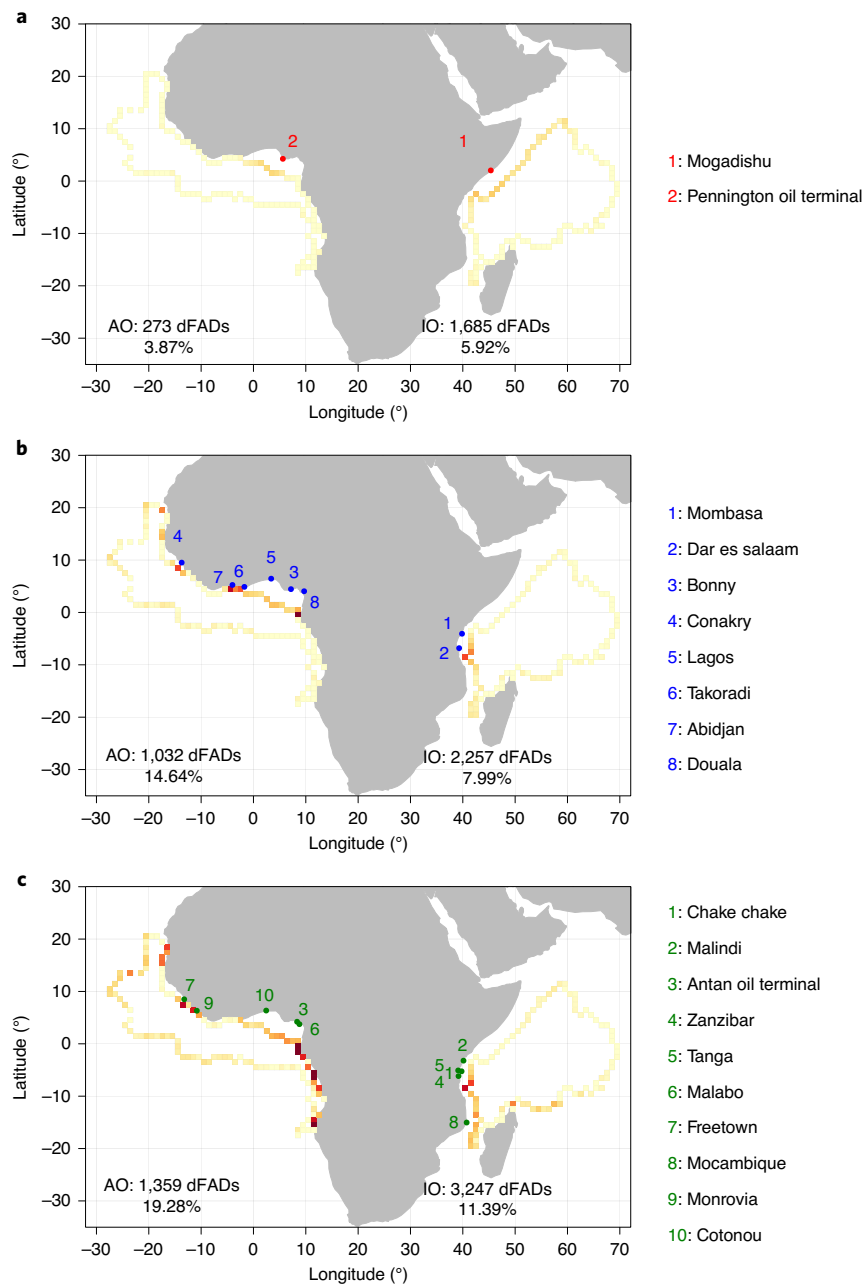 a
30
20
10
0
–10
–20
–30
Latitude (°)
2
1
AO: 273 dFADs
3.87%
IO: 1,685 dFADs
5.92%
–30 –20 –10 0 10 20 30 40 50 60 70
Longitude (°)
1: Mogadishu
2: Pennington oil terminal
b
30
20
10
0
–10
–20
–30
Latitude (°)
4
7
6
5
3
8
1
2
AO: 1,032 dFADs
14.64%
IO: 2,257 dFADs
7.99%
–30 –20 –10 0 10 20 30 40 50 60 70
Longitude (°)
1: Mombasa
2: Dar es salaam
3: Bonny
4: Conakry
5: Lagos
6: Takoradi
7: Abidjan
8: Douala
c
30
20
10
0
–10
–20
–30
Latitude (°)
7
9
10
3
6
2
5
1
4
8
AO: 1,359 dFADs
19.28%
IO: 3,247 dFADs
11.39%
–30 –20 –10 0 10 20 30 40 50 60 70
Longitude (°)
1: Chake chake
2: Malindi
3: Antan oil terminal
4: Zanzibar
5: Tanga
6: Malabo
7: Freetown
8: Mocambique
9: Monrovia
10: Cotonou